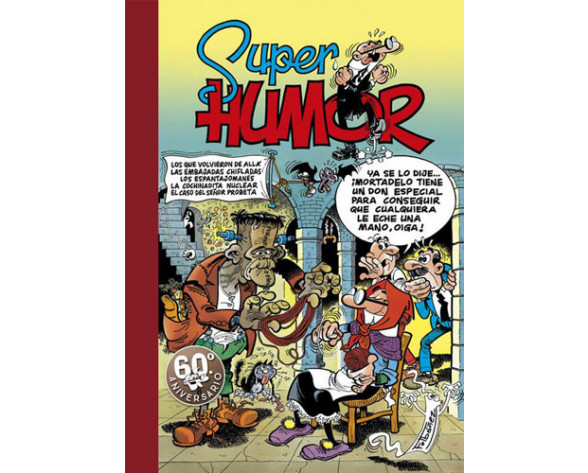 Super
HUMOR
LOS QUE VOLVIERON DE ALLÁ
LAS EMBAJADAS CHIFLADAS
LOS ESPANTAJOMANES
LA COCHINADITA NUCLEAR
EL CASO DEL SEÑOR PROBETA
YA SE LO DIJE...
¡MORTADELO TIENE
UN DON ESPECIAL
PARA CONSEGUIR
QUE CUALQUIERA
LE ECHE UNA
MANO, OIGA!
60º
ANIVERSARIO
F. Ibáñez